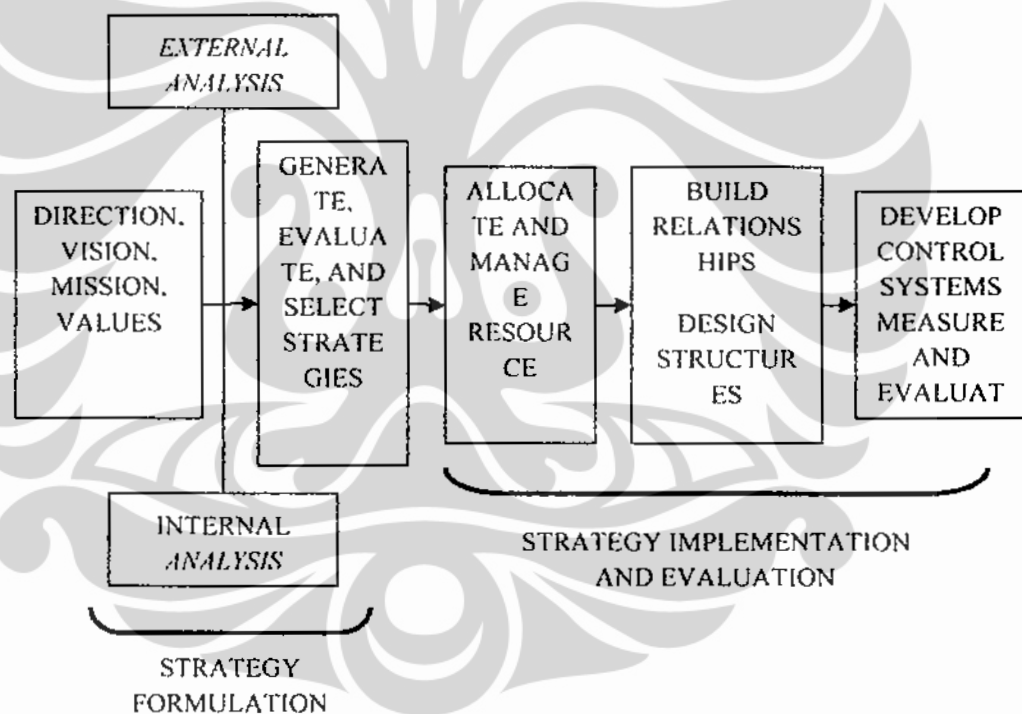 EXTERNAL
ANALYSIS
DIRECTION,
VISION,
MISSION,
VALUES
GENERA
TE,
EVALUA
TE, AND
SELECT
STRATE
GIES
ALLOCA
TE AND
MANAG
E
RESOUR
CE
BUILD
RELATIONS
HIPS
DESIGN
STRUCTUR
ES
DEVELOP
CONTROL
SYSTEMS
MEASURE
AND
EVALUAT
INTERNAL
ANALYSIS
STRATEGY IMPLEMENTATION
AND EVALUATION
STRATEGY
FORMULATION